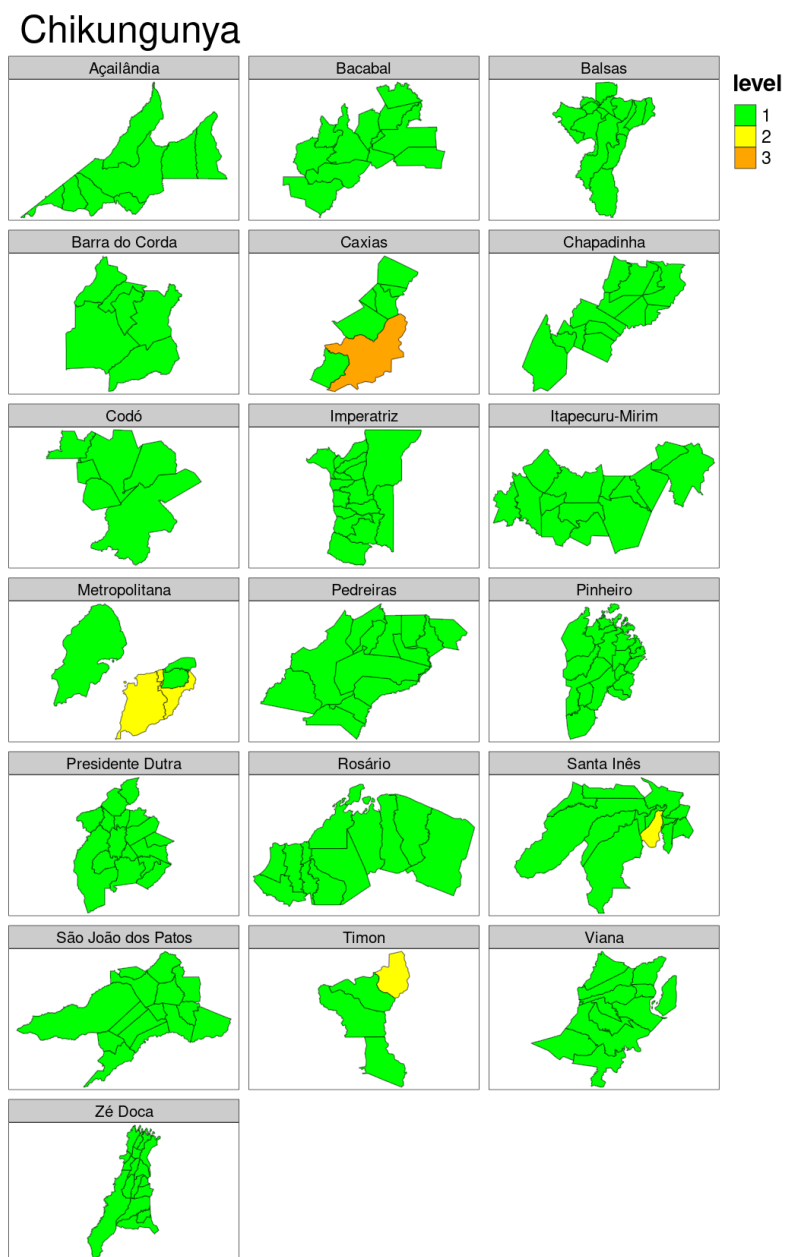 Chikungunya
Açailândia
Bacabal
Balsas
level
1
2
3
Barra do Corda
Caxias
Chapadinha
Codó
Imperatriz
Itapecuru-Mirim
Metropolitana
Pedreiras
Pinheiro
Presidente Dutra
Rosário
Santa Inês
São João dos Patos
Timon
Viana
Zé Doca